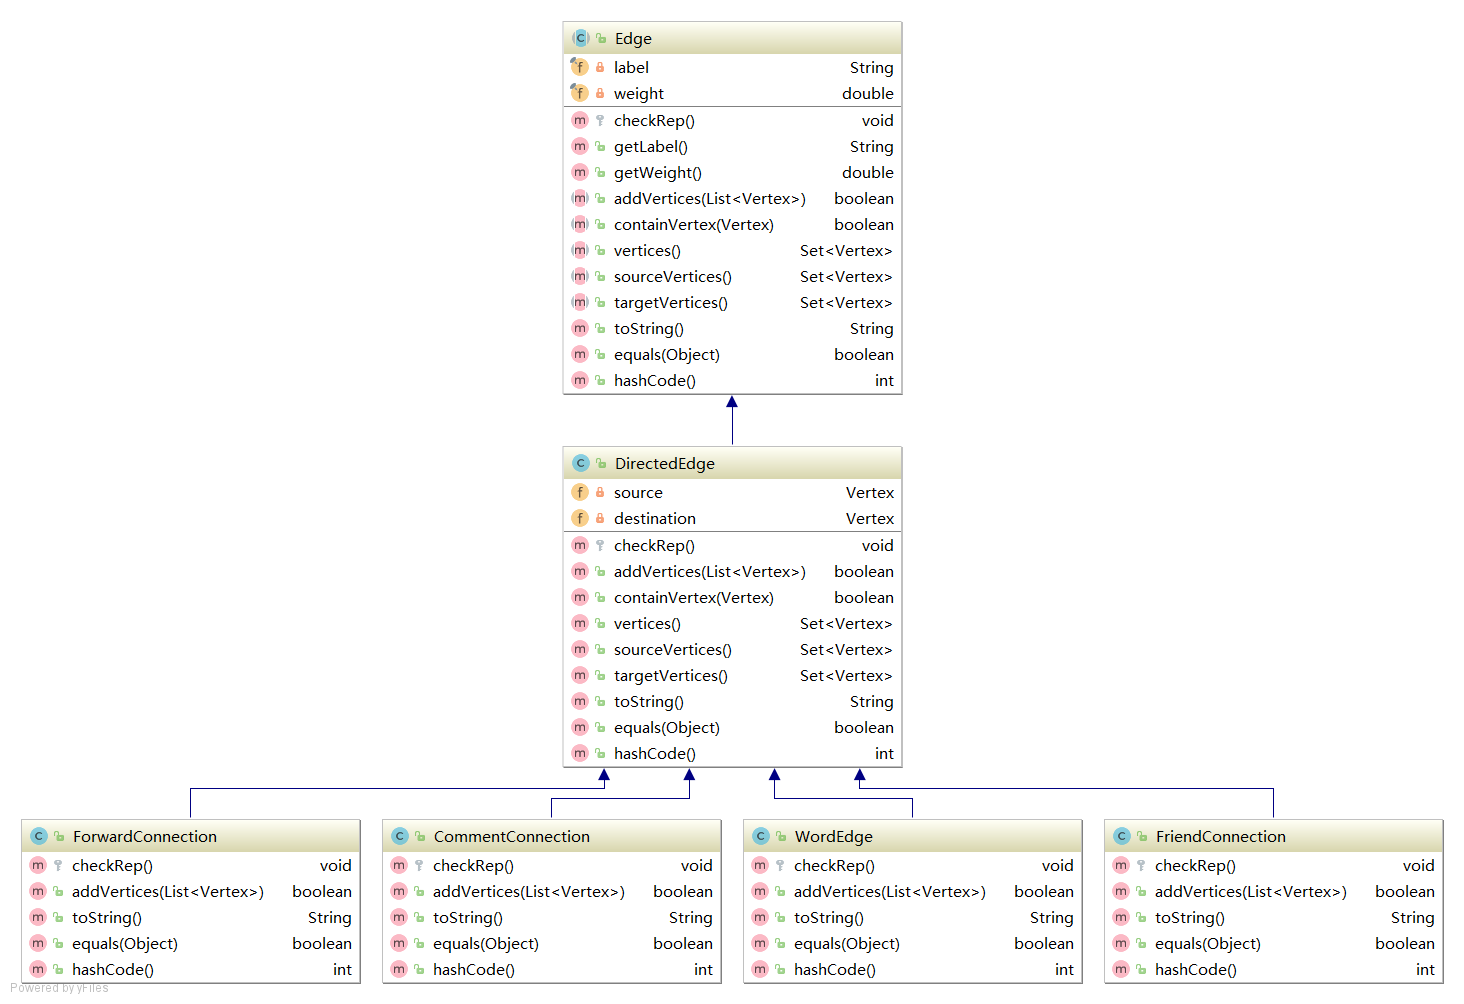 Edge
label String
weight double
checkRep() void
getLabel() String
getWeight() double
addVertices(List<Vertex>) boolean
containVertex(Vertex) boolean
vertices() Set<Vertex>
sourceVertices() Set<Vertex>
targetVertices() Set<Vertex>
toString() String
equals(Object) boolean
hashCode() int
DirectedEdge
source Vertex
destination Vertex
checkRep() void
addVertices(List<Vertex>) boolean
containVertex(Vertex) boolean
vertices() Set<Vertex>
sourceVertices() Set<Vertex>
targetVertices() Set<Vertex>
toString() String
equals(Object) boolean
hashCode() int
ForwardConnection
checkRep() void
addVertices(List<Vertex>) boolean
toString() String
equals(Object) boolean
hashCode() int
CommentConnection
checkRep() void
addVertices(List<Vertex>) boolean
toString() String
equals(Object) boolean
hashCode() int
WordEdge
checkRep() void
addVertices(List<Vertex>) boolean
toString() String
equals(Object) boolean
hashCode() int
FriendConnection
checkRep() void
addVertices(List<Vertex>) boolean
toString() String
equals(Object) boolean
hashCode() int
Powered by yFiles